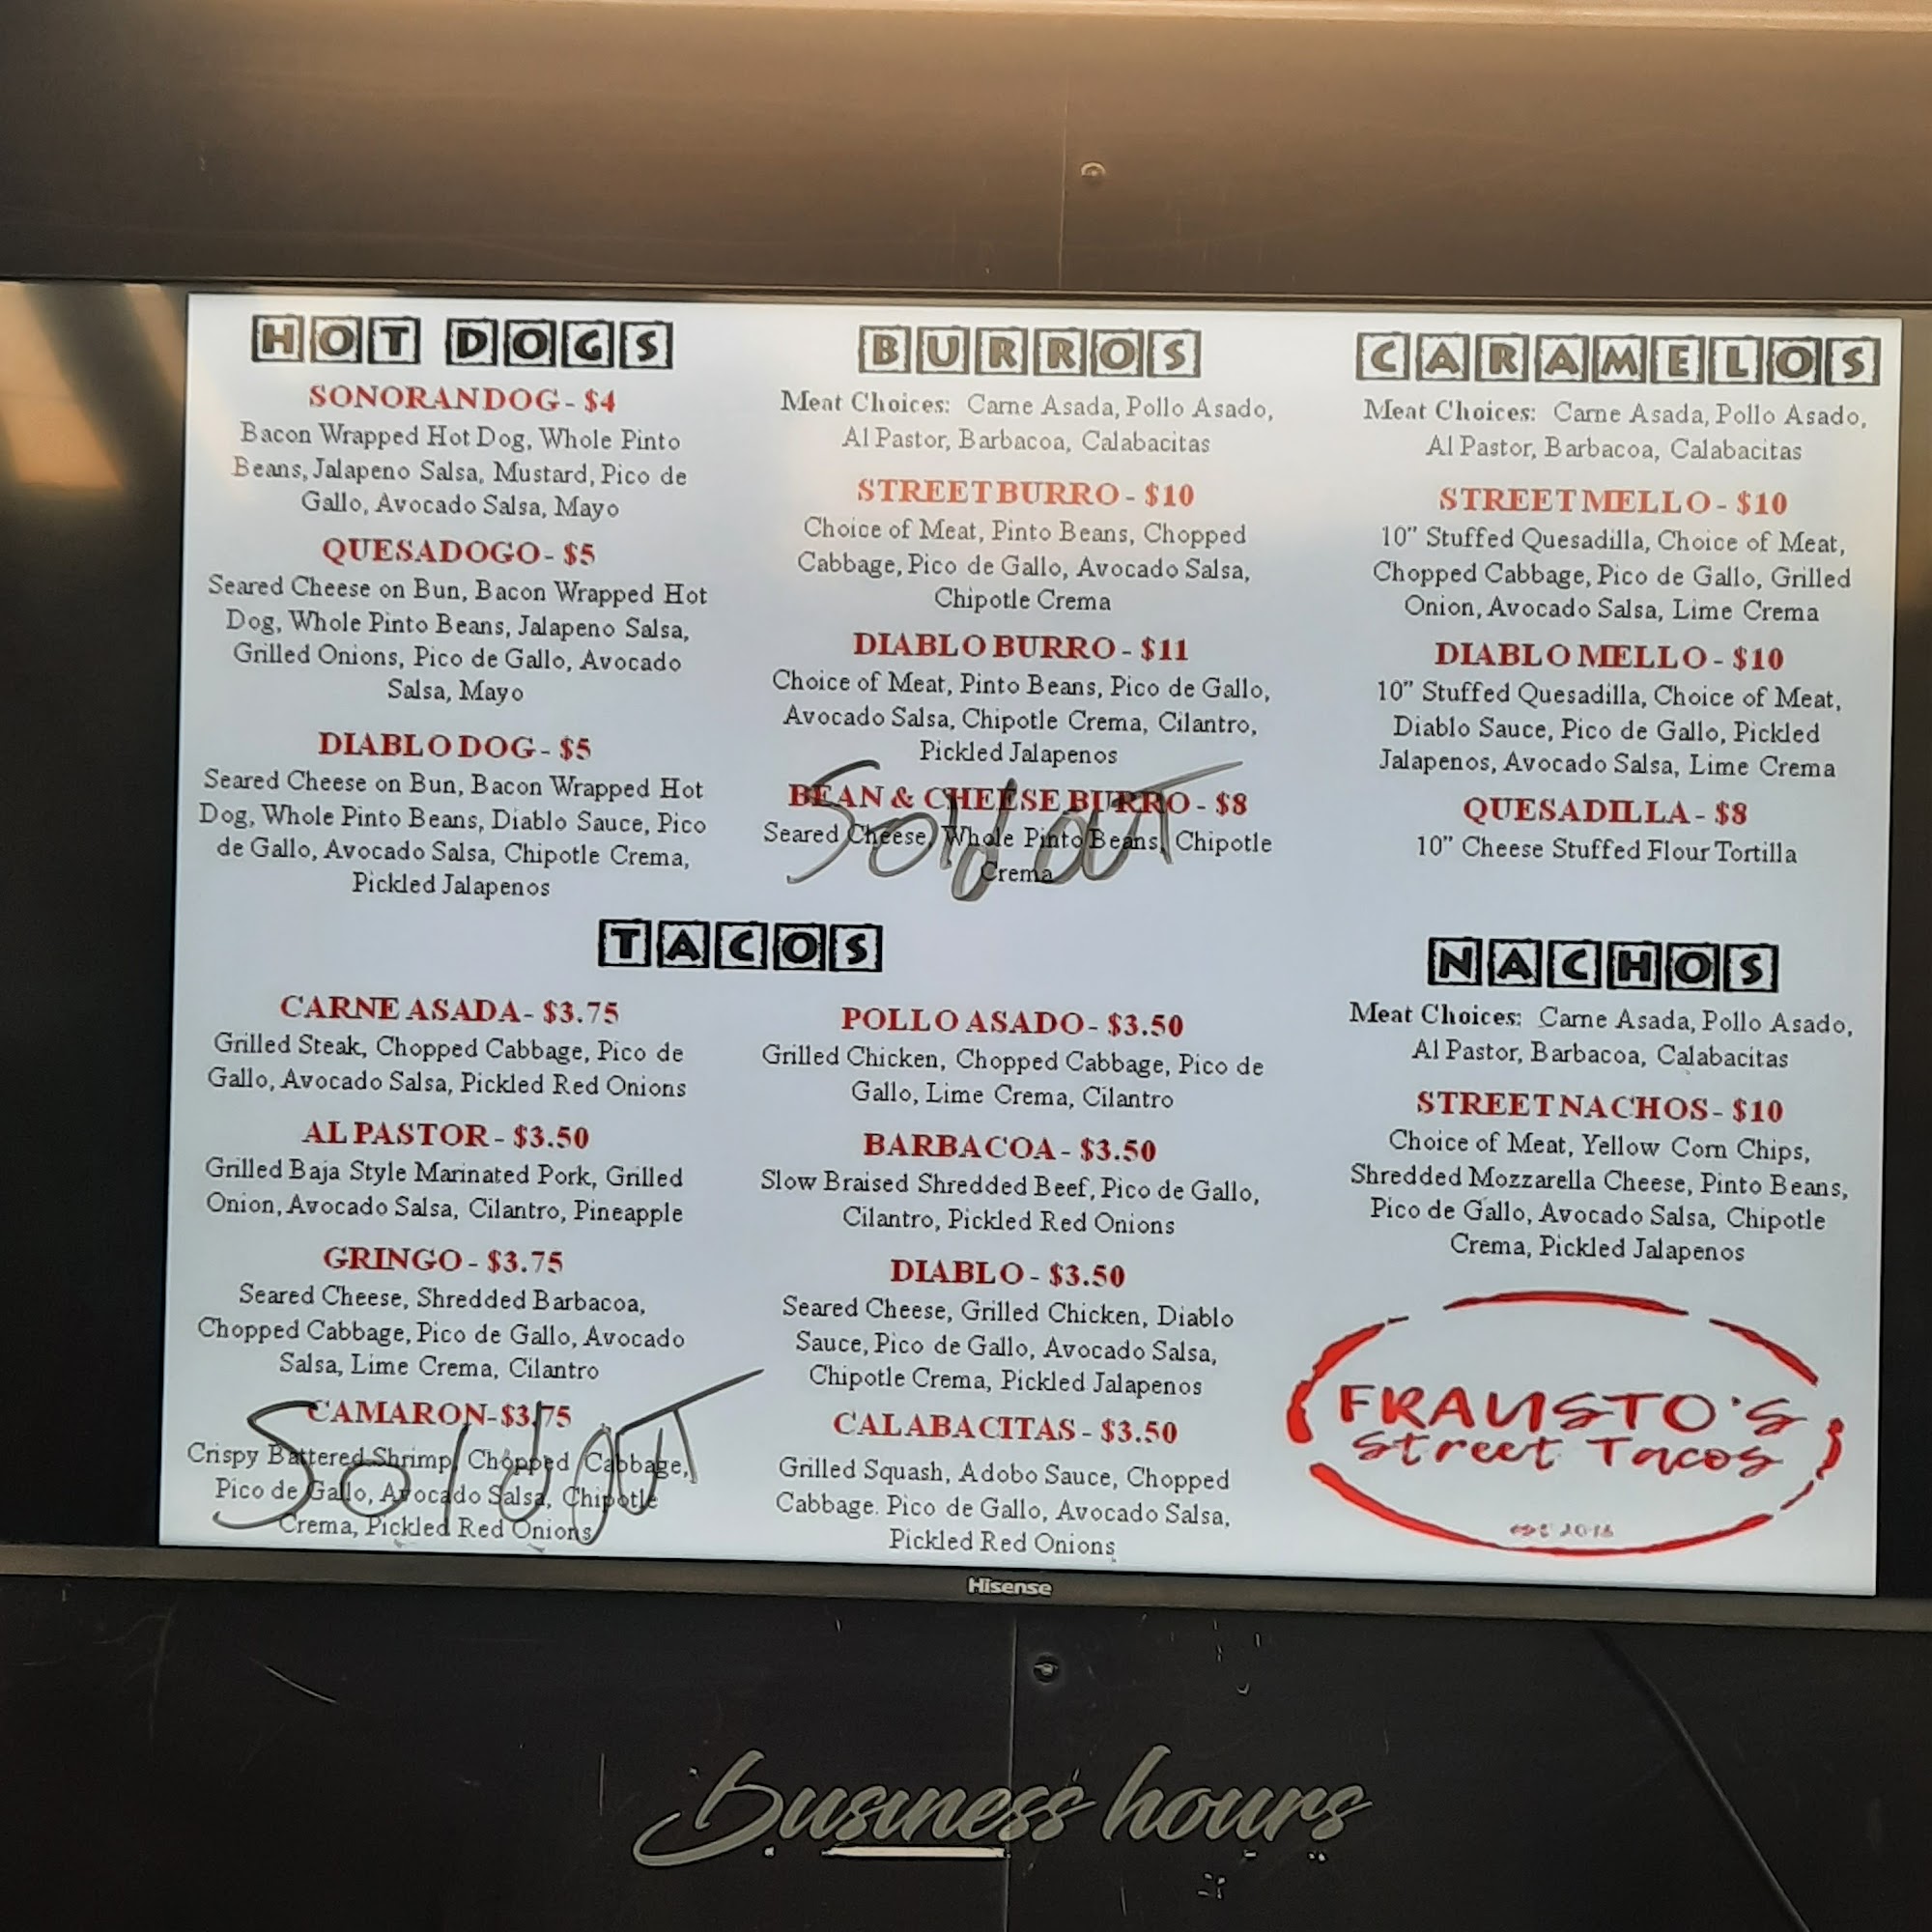 HOT DOGS
SONORAN DOG - $4
Bacon Wrapped Hot Dog, Whole Pinto
Beans, Jalapeno Salsa, Mustard, Pico de
Gallo, Avocado Salsa, Mayo
QUESADOGO - $5
Seared Cheese on Bun, Bacon Wrapped Hot
Dog, Whole Pinto Beans, Jalapeno Salsa,
Grilled Onions, Pico de Gallo, Avocado
Salsa, Mayo
DIABLO DOG - $5
Seared Cheese on Bun, Bacon Wrapped Hot
Dog, Whole Pinto Beans, Diablo Sauce, Pico
de Gallo, Avocado Salsa, Chipotle Crema,
Pickled Jalapenos
BURROS
Meat Choices: Carne Asada, Pollo Asado,
Al Pastor, Barbacoa, Calabacitas
STREET BURRO - $10
Choice of Meat, Pinto Beans, Chopped
Cabbage, Pico de Gallo, Avocado Salsa,
Chipotle Crema
DIABLO BURRO - $11
Choice of Meat, Pinto Beans, Pico de Gallo,
Avocado Salsa, Chipotle Crema, Cilantro,
Pickled Jalapenos
BEAN & CHEESE BURRO - $8
Seared Cheese, Whole Pinto Beans, Chipotle
Crema
Sold ouT
CARAMELOS
Meat Choices: Carne Asada, Pollo Asado,
Al Pastor, Barbacoa, Calabacitas
STREET MELLO - $10
10" Stuffed Quesadilla, Choice of Meat,
Chopped Cabbage, Pico de Gallo, Grilled
Onion, Avocado Salsa, Lime Crema
DIABLO MELLO - $10
10" Stuffed Quesadilla, Choice of Meat,
Diablo Sauce, Pico de Gallo, Pickled
Jalapenos, Avocado Salsa, Lime Crema
QUESADILLA - $8
10" Cheese Stuffed Flour Tortilla
TACOS
CARNE ASADA - $3.75
Grilled Steak, Chopped Cabbage, Pico de
Gallo, Avocado Salsa, Pickled Red Onions
AL PASTOR - $3.50
Grilled Baja Style Marinated Pork, Grilled
Onion, Avocado Salsa, Cilantro, Pineapple
GRINGO - $3.75
Seared Cheese, Shredded Barbacoa,
Chopped Cabbage, Pico de Gallo, Avocado
Salsa, Lime Crema, Cilantro
CAMARON-$3.75
Crispy Battered Shrimp, Chopped Cabbage,
Pico de Gallo, Avocado Salsa, Chipotle
Crema, Pickled Red Onions
Sold ouT
POLLO ASADO - $3.50
Grilled Chicken, Chopped Cabbage, Pico de
Gallo, Lime Crema, Cilantro
BARBACOA - $3.50
Slow Braised Shredded Beef, Pico de Gallo,
Cilantro, Pickled Red Onions
DIABLO - $3.50
Seared Cheese, Grilled Chicken, Diablo
Sauce, Pico de Gallo, Avocado Salsa,
Chipotle Crema, Pickled Jalapenos
CALABACITAS - $3.50
Grilled Squash, Adobo Sauce, Chopped
Cabbage. Pico de Gallo, Avocado Salsa,
Pickled Red Onions
NACHOS
Meat Choices: Carne Asada, Pollo Asado,
Al Pastor, Barbacoa, Calabacitas
STREET NACHOS - $10
Choice of Meat, Yellow Corn Chips,
Shredded Mozzarella Cheese, Pinto Beans,
Pico de Gallo, Avocado Salsa, Chipotle
Crema, Pickled Jalapenos
FRAUSTO'S
Street Tacos
Hisense
business hours